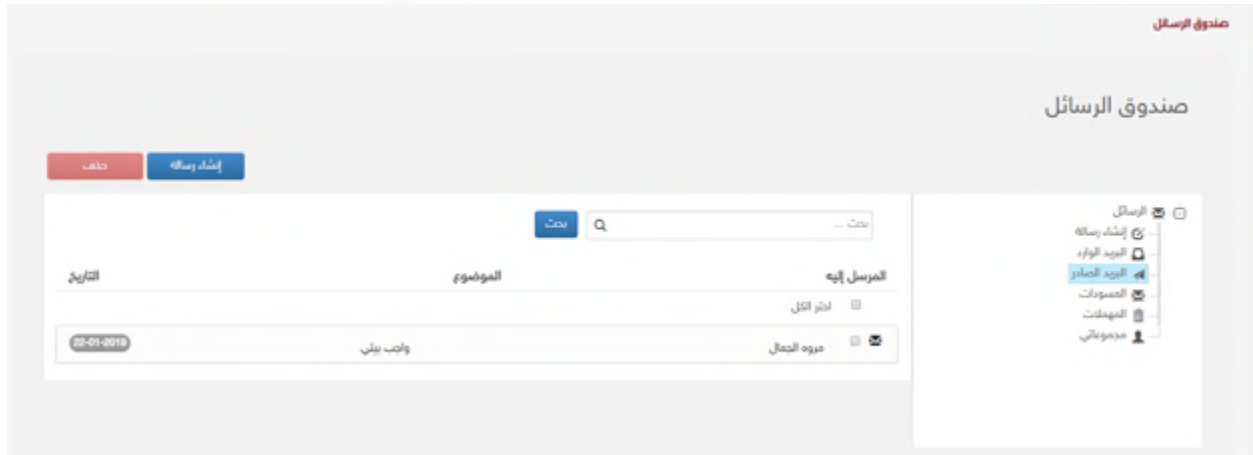 صندوق الرسائل
صندوق الرسائل
إنشاء رسالة
حذف
الرسائل
إنشاء رسالة
البريد الوارد
البريد الصادر
المسودات
المهملات
مجموعاتي
بحث ...
بحث
المرسل إليه الموضوع التاريخ
اختر الكل
مروه الجمال واجب بيتي 22-01-2019